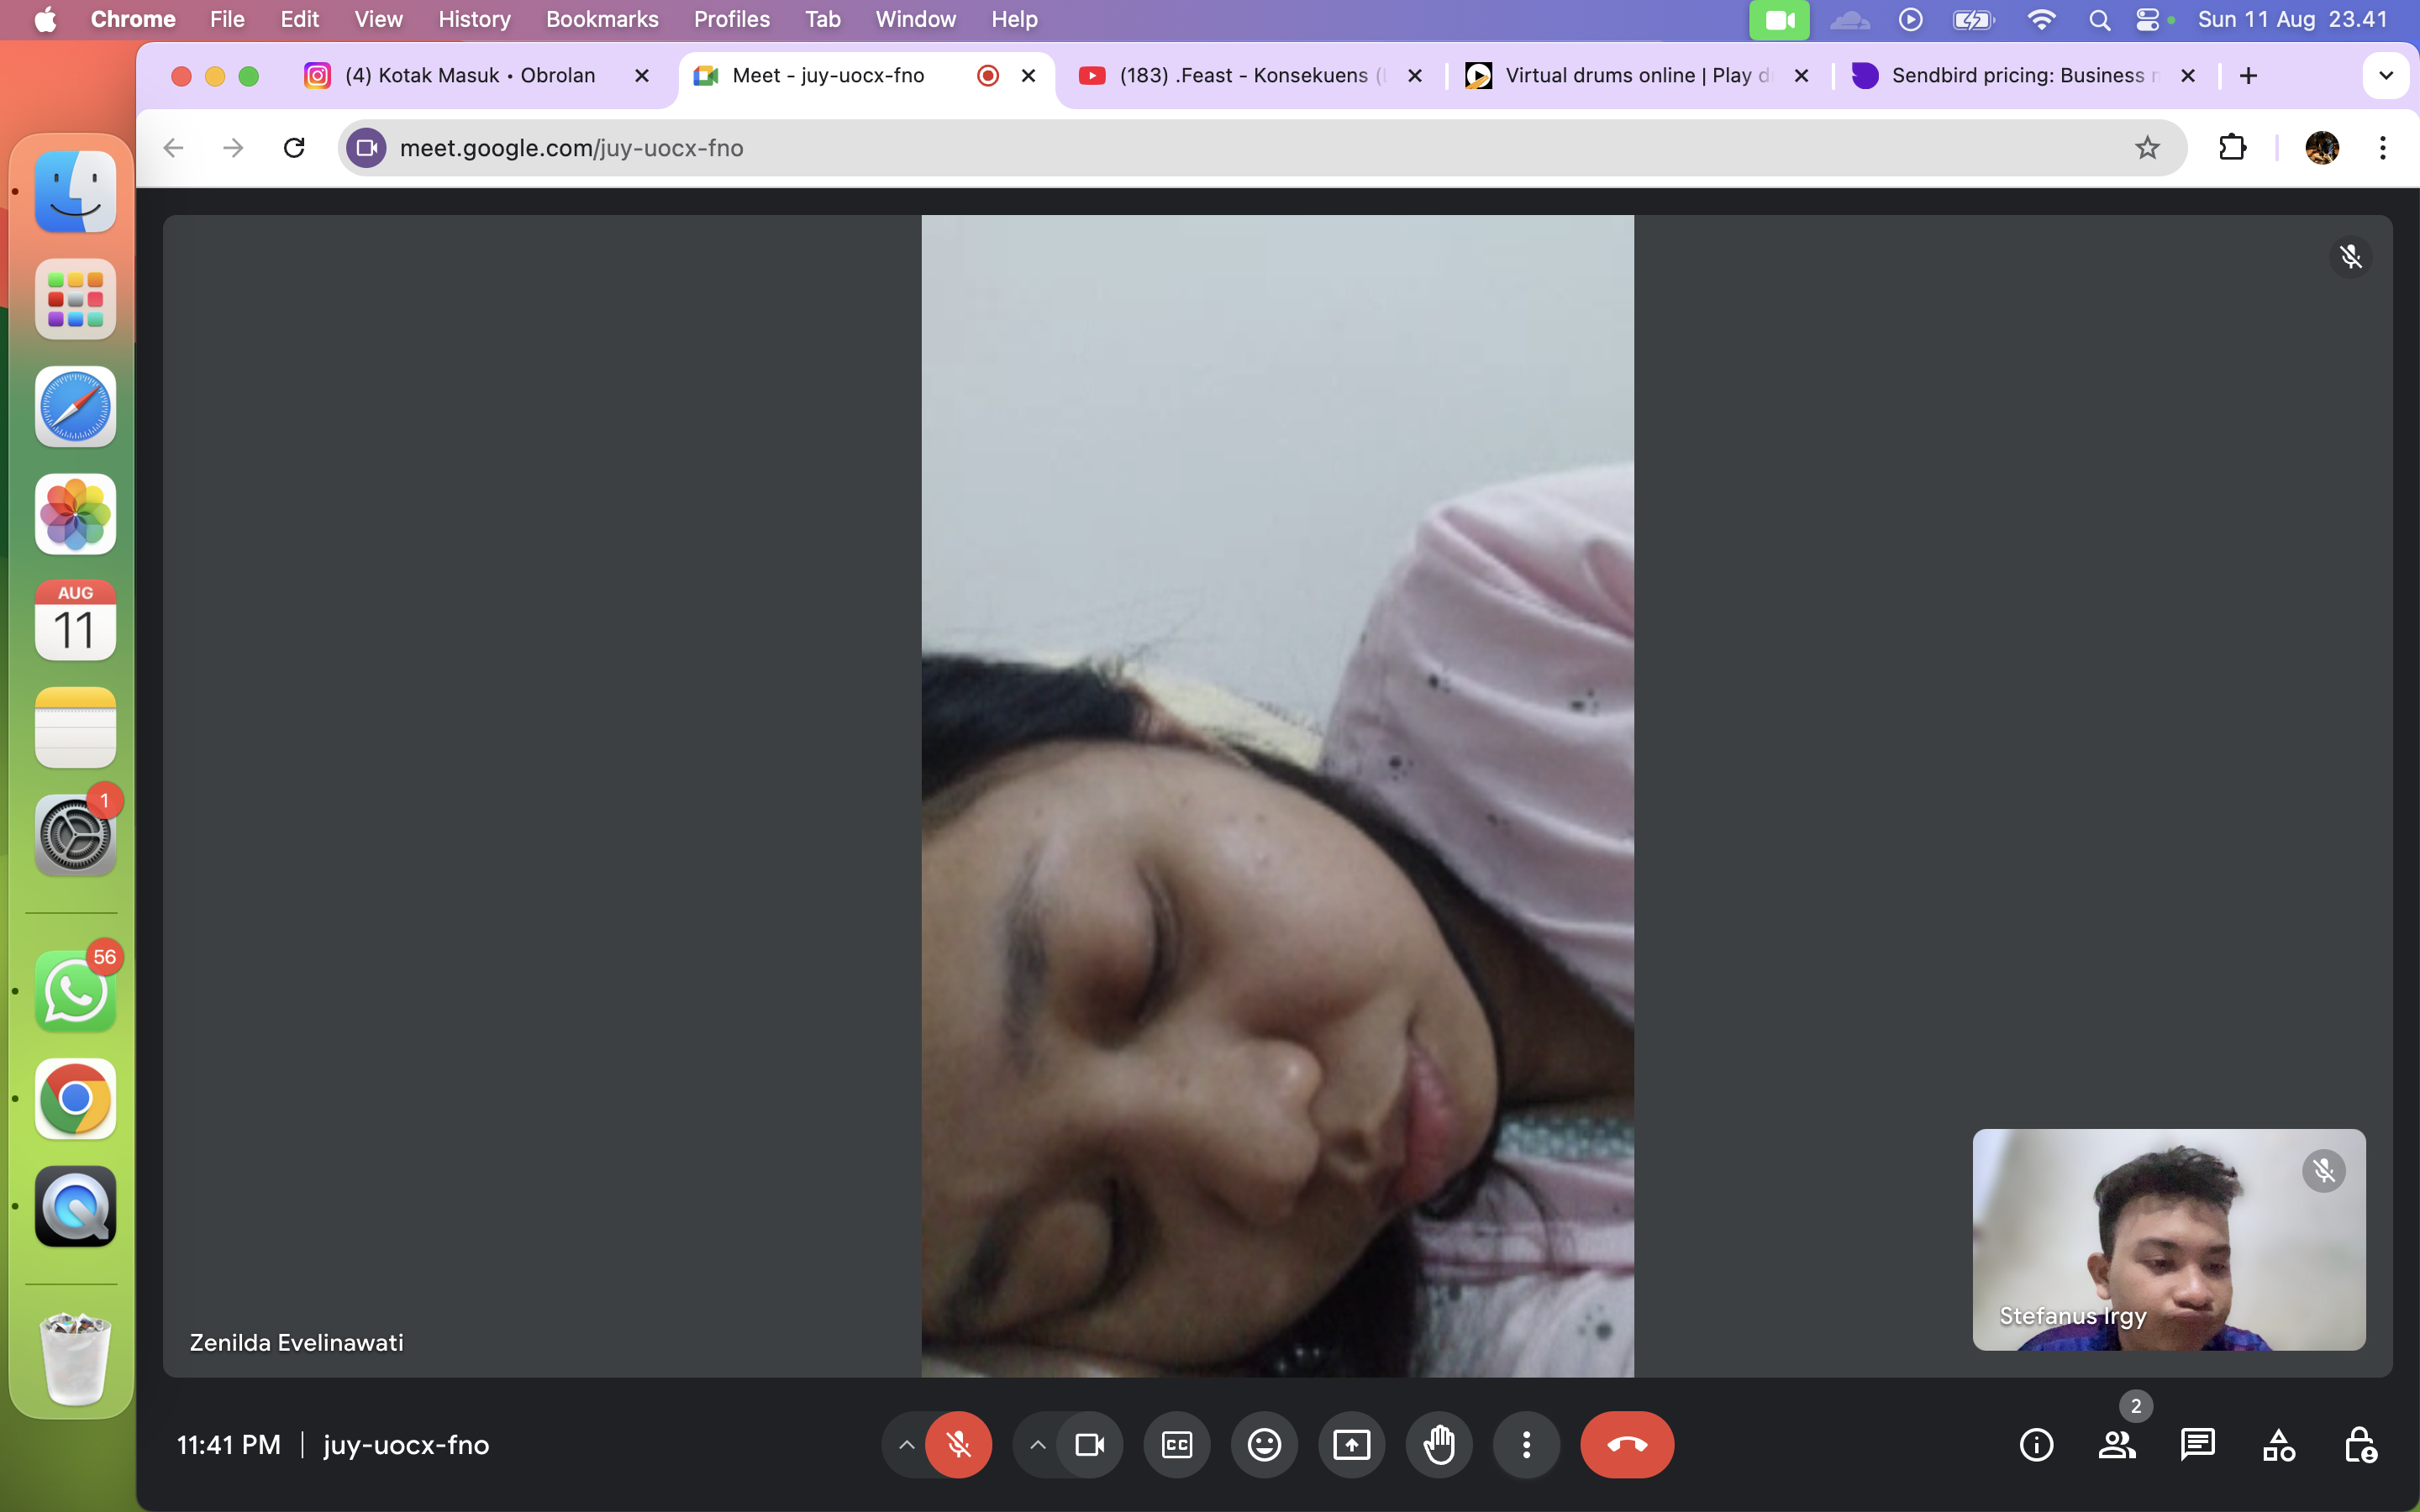 Chrome File Edit View History Bookmarks Profiles Tab Window Help Sun 11 Aug 23.41
(4) Kotak Masuk • Obrolan
Meet - juy-uocx-fno
(183) .Feast - Konsekuens
Virtual drums online | Play
Sendbird pricing: Business
meet.google.com/juy-uocx-fno
AUG
11
1
56
Zenilda Evelinawati
Stefanus Irgy
11:41 PM | juy-uocx-fno
CC
2